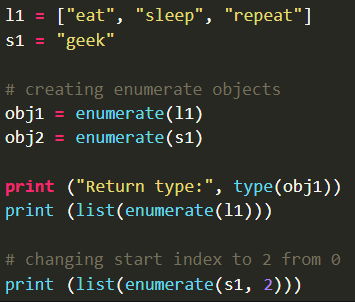 l1 = ["eat", "sleep", "repeat"]
s1 = "geek"
# creating enumerate objects
obj1 = enumerate(l1)
obj2 = enumerate(s1)
print ("Return type:", type(obj1))
print (list(enumerate(l1)))
# changing start index to 2 from 0
print (list(enumerate(s1, 2)))